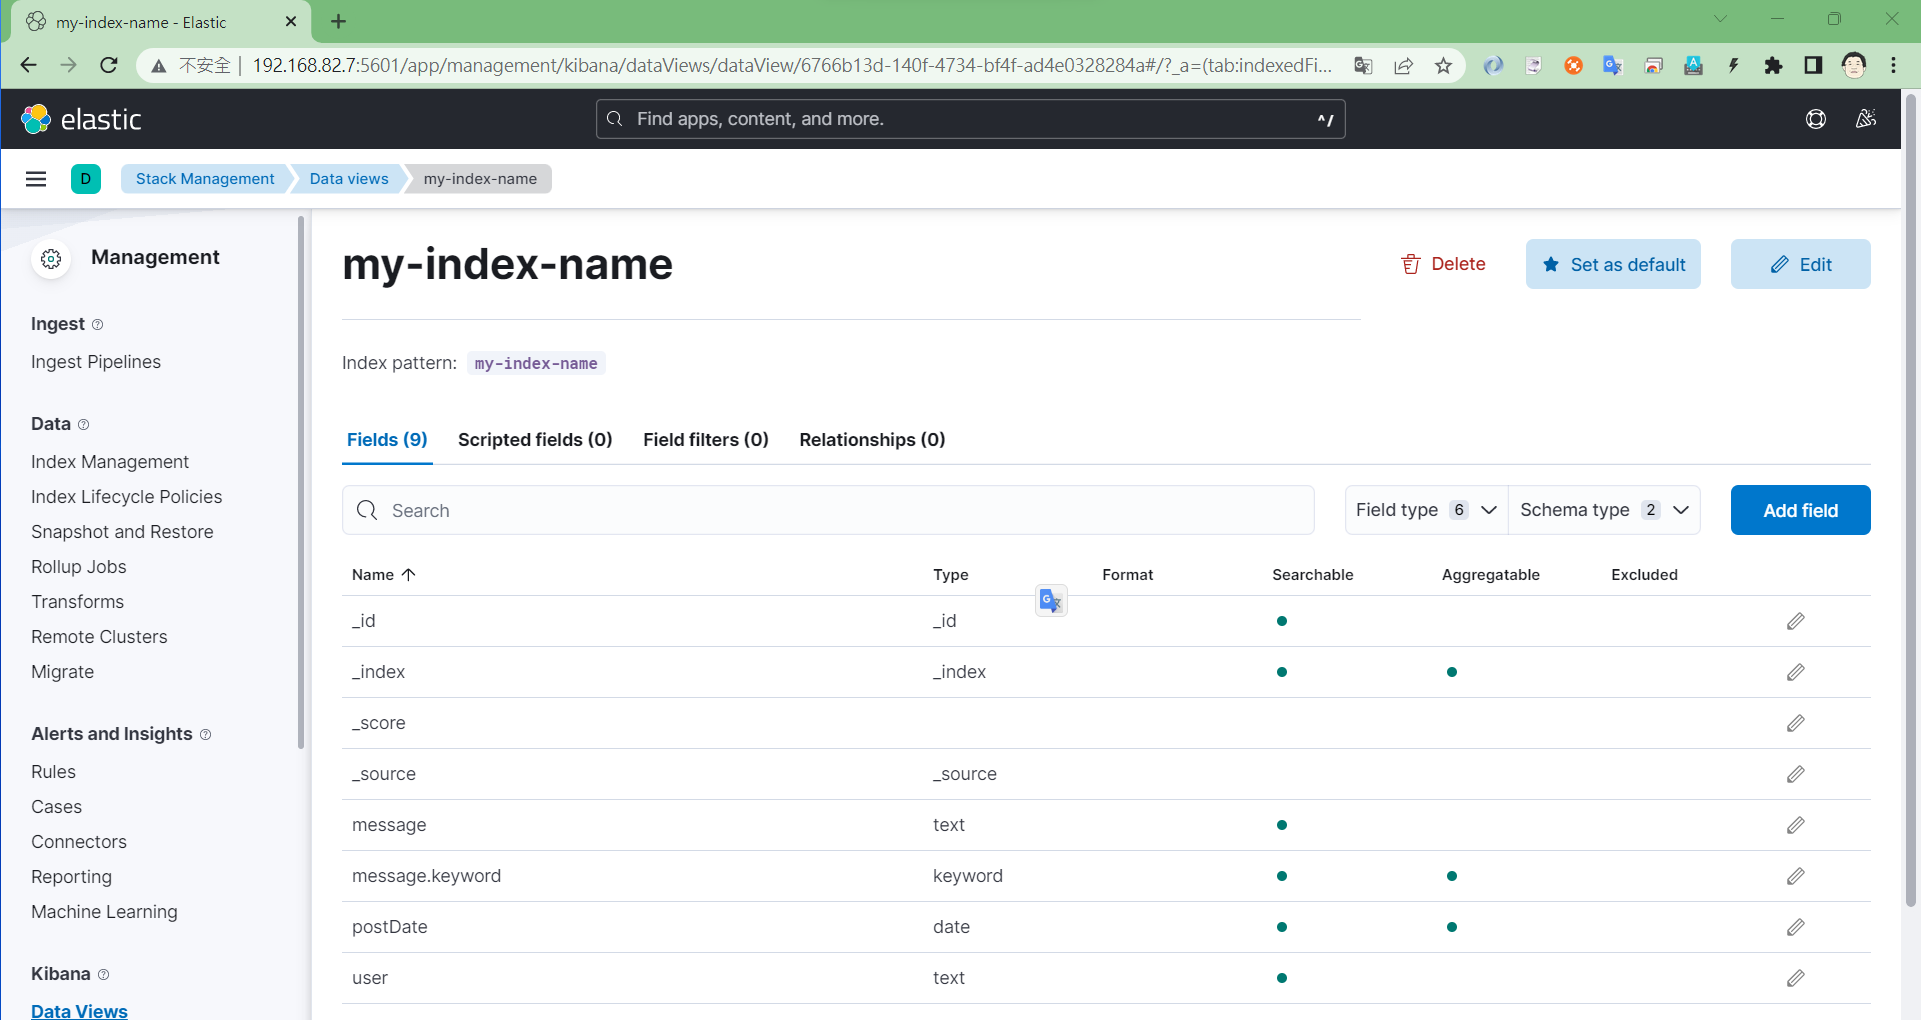 my-index-name - Elastic
不安全 192.168.82.7:5601/app/management/kibana/dataViews/dataView/6766b13d-140f-4734-bf4f-ad4e0328284a#/?_a=(tab:indexedFi...
elastic
Find apps, content, and more.
^/
D
Stack Management
Data views
my-index-name
Management
Ingest
Ingest Pipelines
Data
Index Management
Index Lifecycle Policies
Snapshot and Restore
Rollup Jobs
Transforms
Remote Clusters
Migrate
Alerts and Insights
Rules
Cases
Connectors
Reporting
Machine Learning
Kibana
Data Views
my-index-name
Delete
Set as default
Edit
Index pattern: my-index-name
Fields (9) Scripted fields (0) Field filters (0) Relationships (0)
Search
Field type 6
Schema type 2
Add field
Name Type Format Searchable Aggregatable Excluded
_id _id
_index _index
_score
_source _source
message text
message.keyword keyword
postDate date
user text